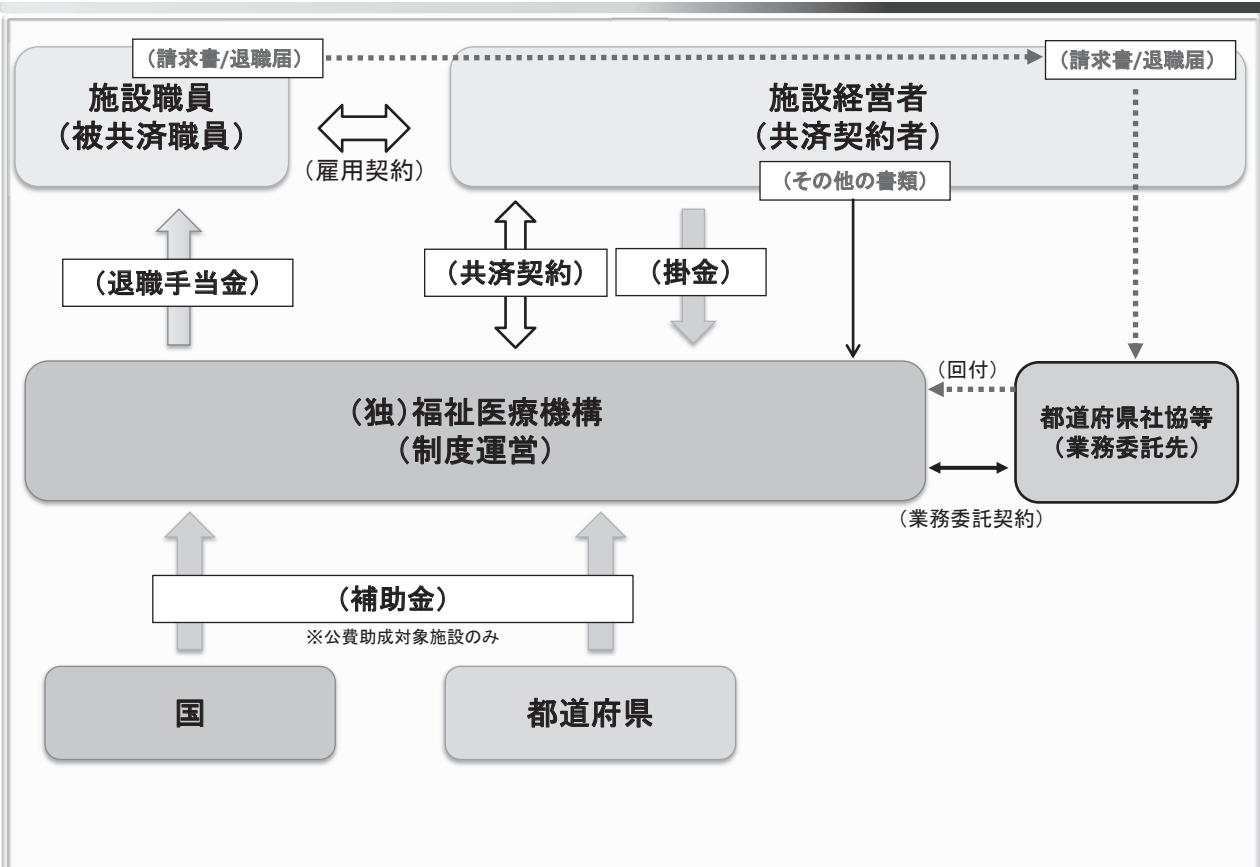 （請求書/退職届）
（請求書/退職届）
施設職員
（被共済職員）
施設経営者
（共済契約者）
（雇用契約）
（その他の書類）
（退職手当金）
（共済契約）
（掛金）
（独）福祉医療機構
（制度運営）
（回付）
都道府県社協等
（業務委託先）
（業務委託契約）
（補助金）
※公費助成対象施設のみ
国
都道府県